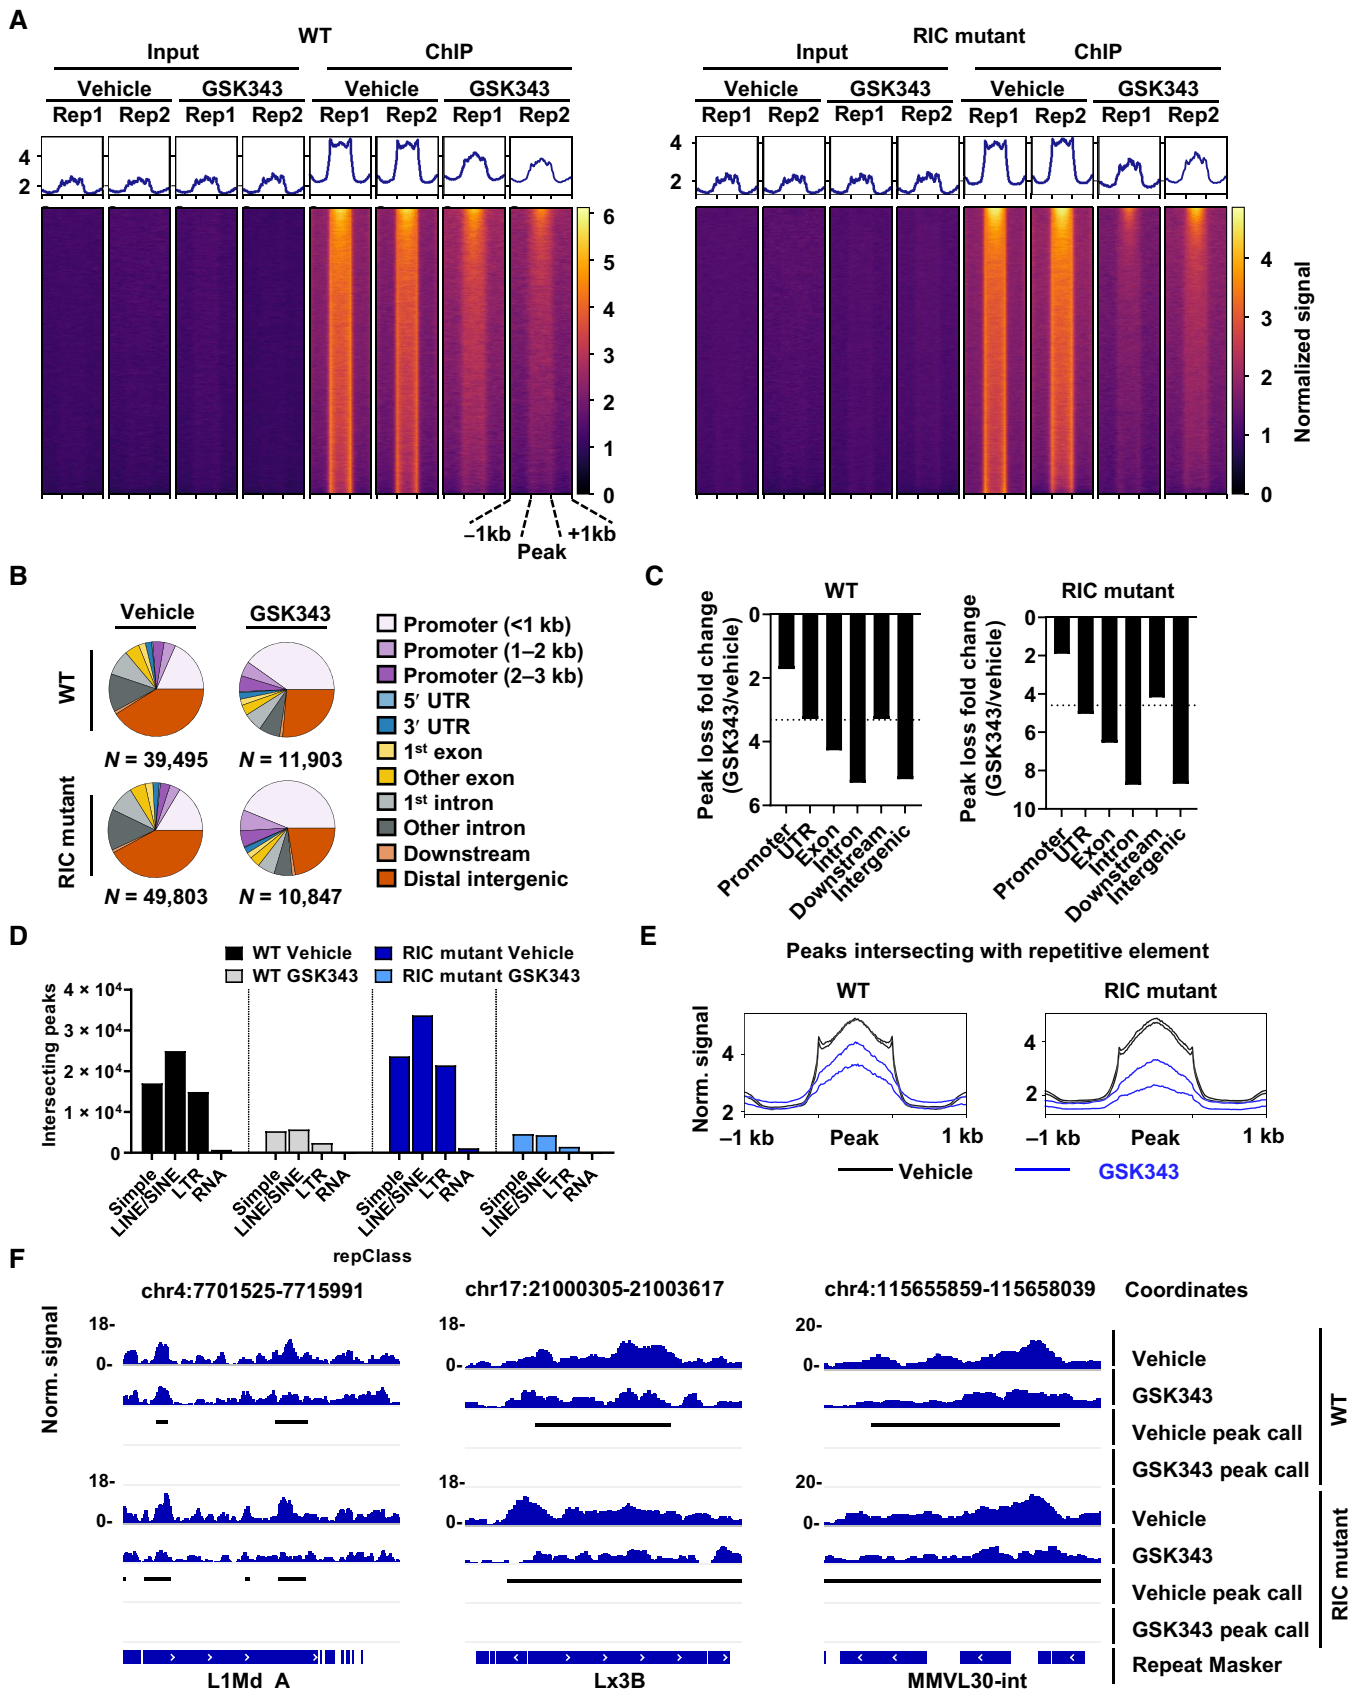 A
WT
RIC mutant
Input
ChIP
Input
ChIP
Vehicle
GSK343
Vehicle
GSK343
Vehicle
GSK343
Vehicle
GSK343
Rep1 Rep2 Rep1 Rep2 Rep1 Rep2 Rep1 Rep2
Rep1 Rep2 Rep1 Rep2 Rep1 Rep2 Rep1 Rep2
4
2
4
2
6
5
4
3
2
1
0
4
3
2
1
0
Normalized signal
–1kb
Peak
+1kb
B
Vehicle
GSK343
WT
N = 39,495
N = 11,903
RIC mutant
N = 49,803
N = 10,847
Promoter (<1 kb)
Promoter (1–2 kb)
Promoter (2–3 kb)
5′ UTR
3′ UTR
1st exon
Other exon
1st intron
Other intron
Downstream
Distal intergenic
C
WT
Peak loss fold change
(GSK343/vehicle)
0
2
4
6
Promoter
UTR
Exon
Intron
Downstream
Intergenic
RIC mutant
Peak loss fold change
(GSK343/vehicle)
0
2
4
6
8
10
Promoter
UTR
Exon
Intron
Downstream
Intergenic
D
WT Vehicle
RIC mutant Vehicle
WT GSK343
RIC mutant GSK343
Intersecting peaks
4 × 10⁴
3 × 10⁴
2 × 10⁴
1 × 10⁴
0
Simple
LINE/SINE
LTR
RNA
Simple
LINE/SINE
LTR
RNA
Simple
LINE/SINE
LTR
RNA
Simple
LINE/SINE
LTR
RNA
repClass
E
Peaks intersecting with repetitive element
WT
RIC mutant
Norm. signal
4
2
4
2
–1 kb
Peak
1 kb
–1 kb
Peak
1 kb
Vehicle
GSK343
F
chr4:7701525-7715991
chr17:21000305-21003617
chr4:115655859-115658039
Coordinates
Norm. signal
18-
0-
18-
0-
20-
0-
Vehicle
GSK343
Vehicle peak call
GSK343 peak call
WT
18-
0-
18-
0-
20-
0-
Vehicle
GSK343
Vehicle peak call
GSK343 peak call
RIC mutant
L1Md_A
Lx3B
MMVL30-int
Repeat Masker